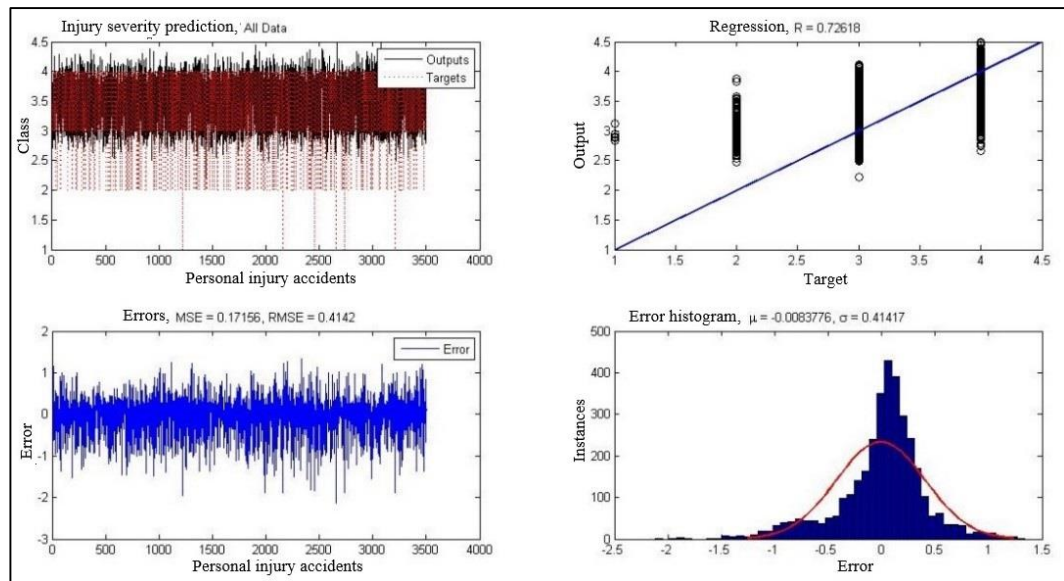 Injury severity prediction, All Data
4.5
4
3.5
3
2.5
2
1.5
1
Class
Outputs
Targets
0 500 1000 1500 2000 2500 3000 3500 4000
Personal injury accidents
Regression, R = 0.72618
4.5
4
3.5
3
2.5
2
1.5
1
Output
1 1.5 2 2.5 3 3.5 4 4.5
Target
Errors, MSE = 0.17156, RMSE = 0.4142
2
1
0
-1
-2
-3
Error
Error
0 500 1000 1500 2000 2500 3000 3500 4000
Personal injury accidents
Error histogram, μ = -0.0083776, σ = 0.41417
500
400
300
200
100
0
Instances
-2.5 -2 -1.5 -1 -0.5 0 0.5 1 1.5
Error